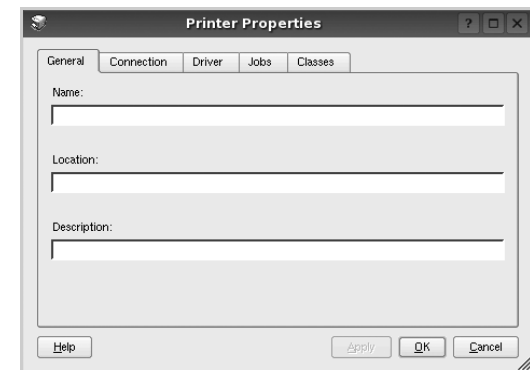 Printer Properties
General Connection Driver Jobs Classes
Name:
Location:
Description:
Help Apply OK Cancel